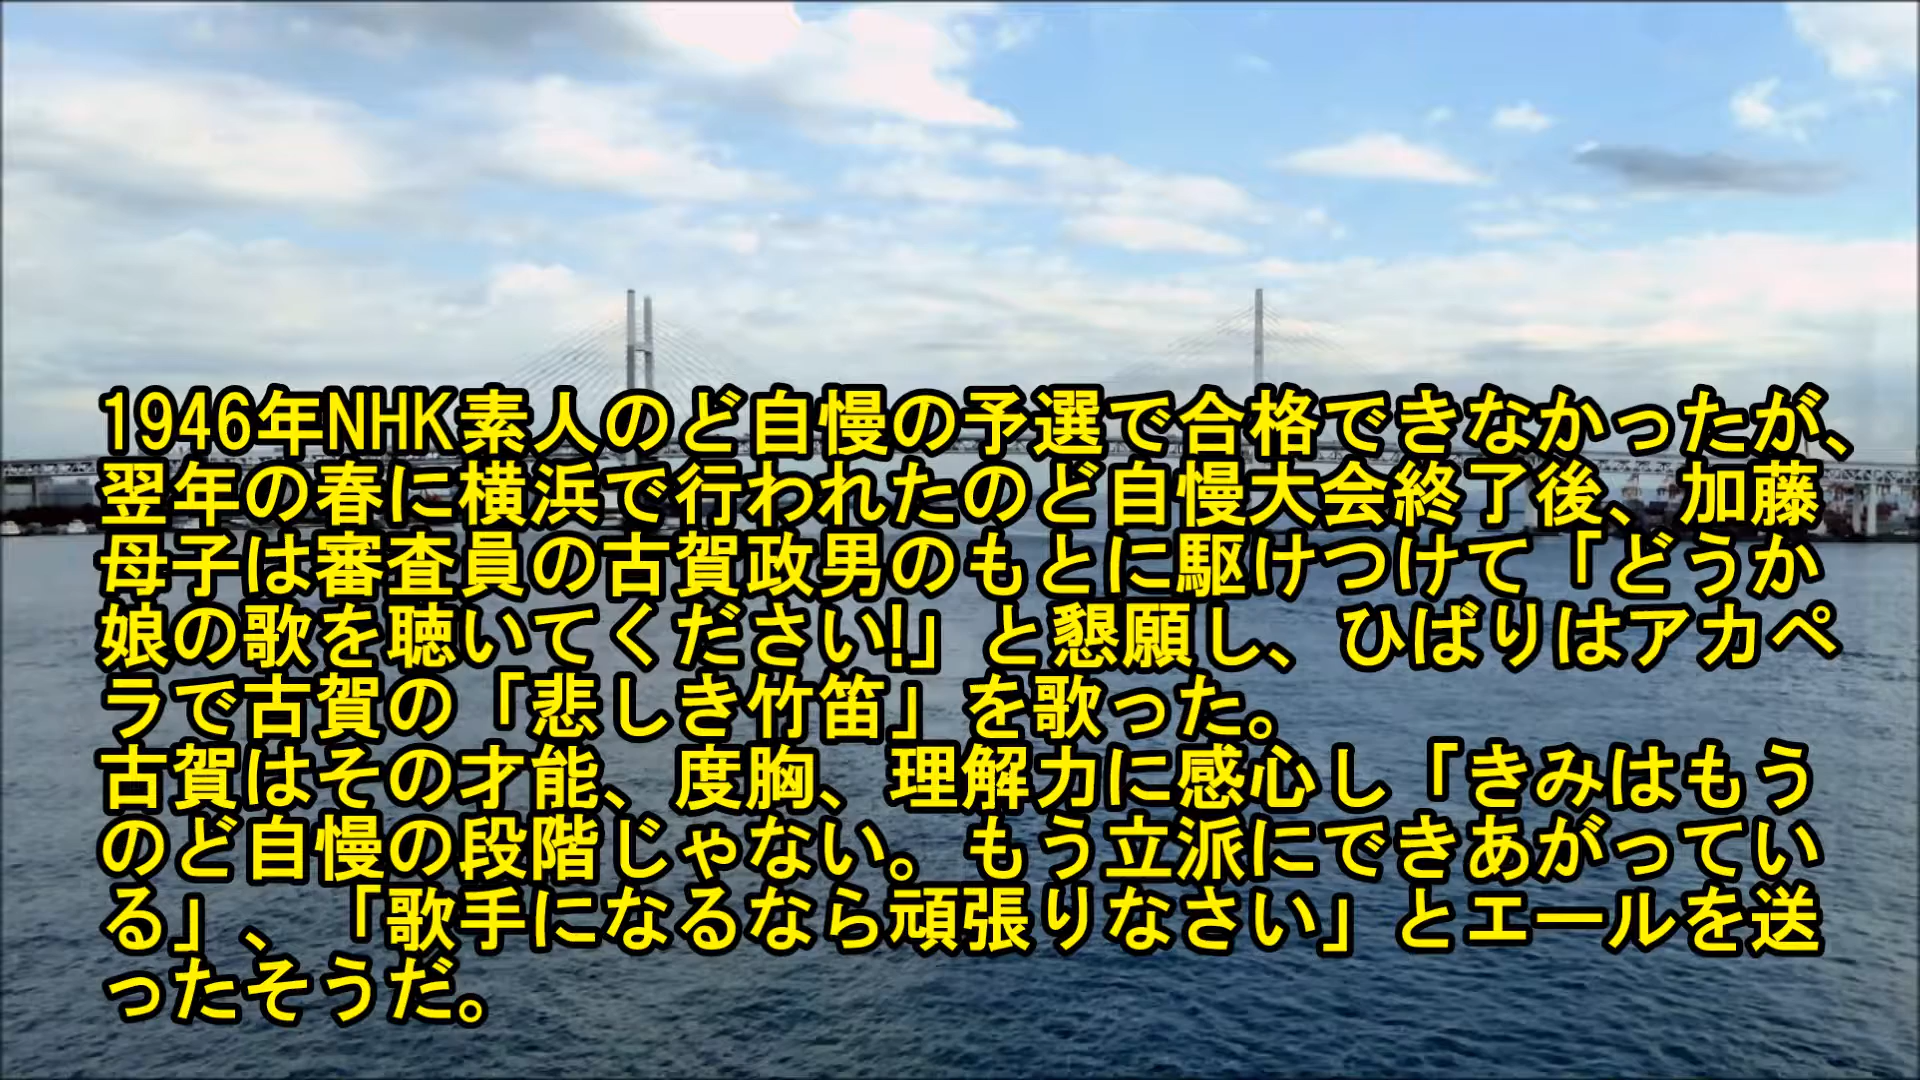 1946年NHK素人のど自慢の予選で合格できなかったが、
翌年の春に横浜で行われたのど自慢大会終了後、加藤
母子は審査員の古賀政男のもとに駆けつけて「どうか
娘の歌を聴いてください!」と懇願し、ひばりはアカペ
ラで古賀の「悲しき竹笛」を歌った。
古賀はその才能、度胸、理解力に感心し「きみはもう
のど自慢の段階じゃない。もう立派にできあがってい
る」、「歌手になるなら頑張りなさい」とエールを送
ったそうだ。